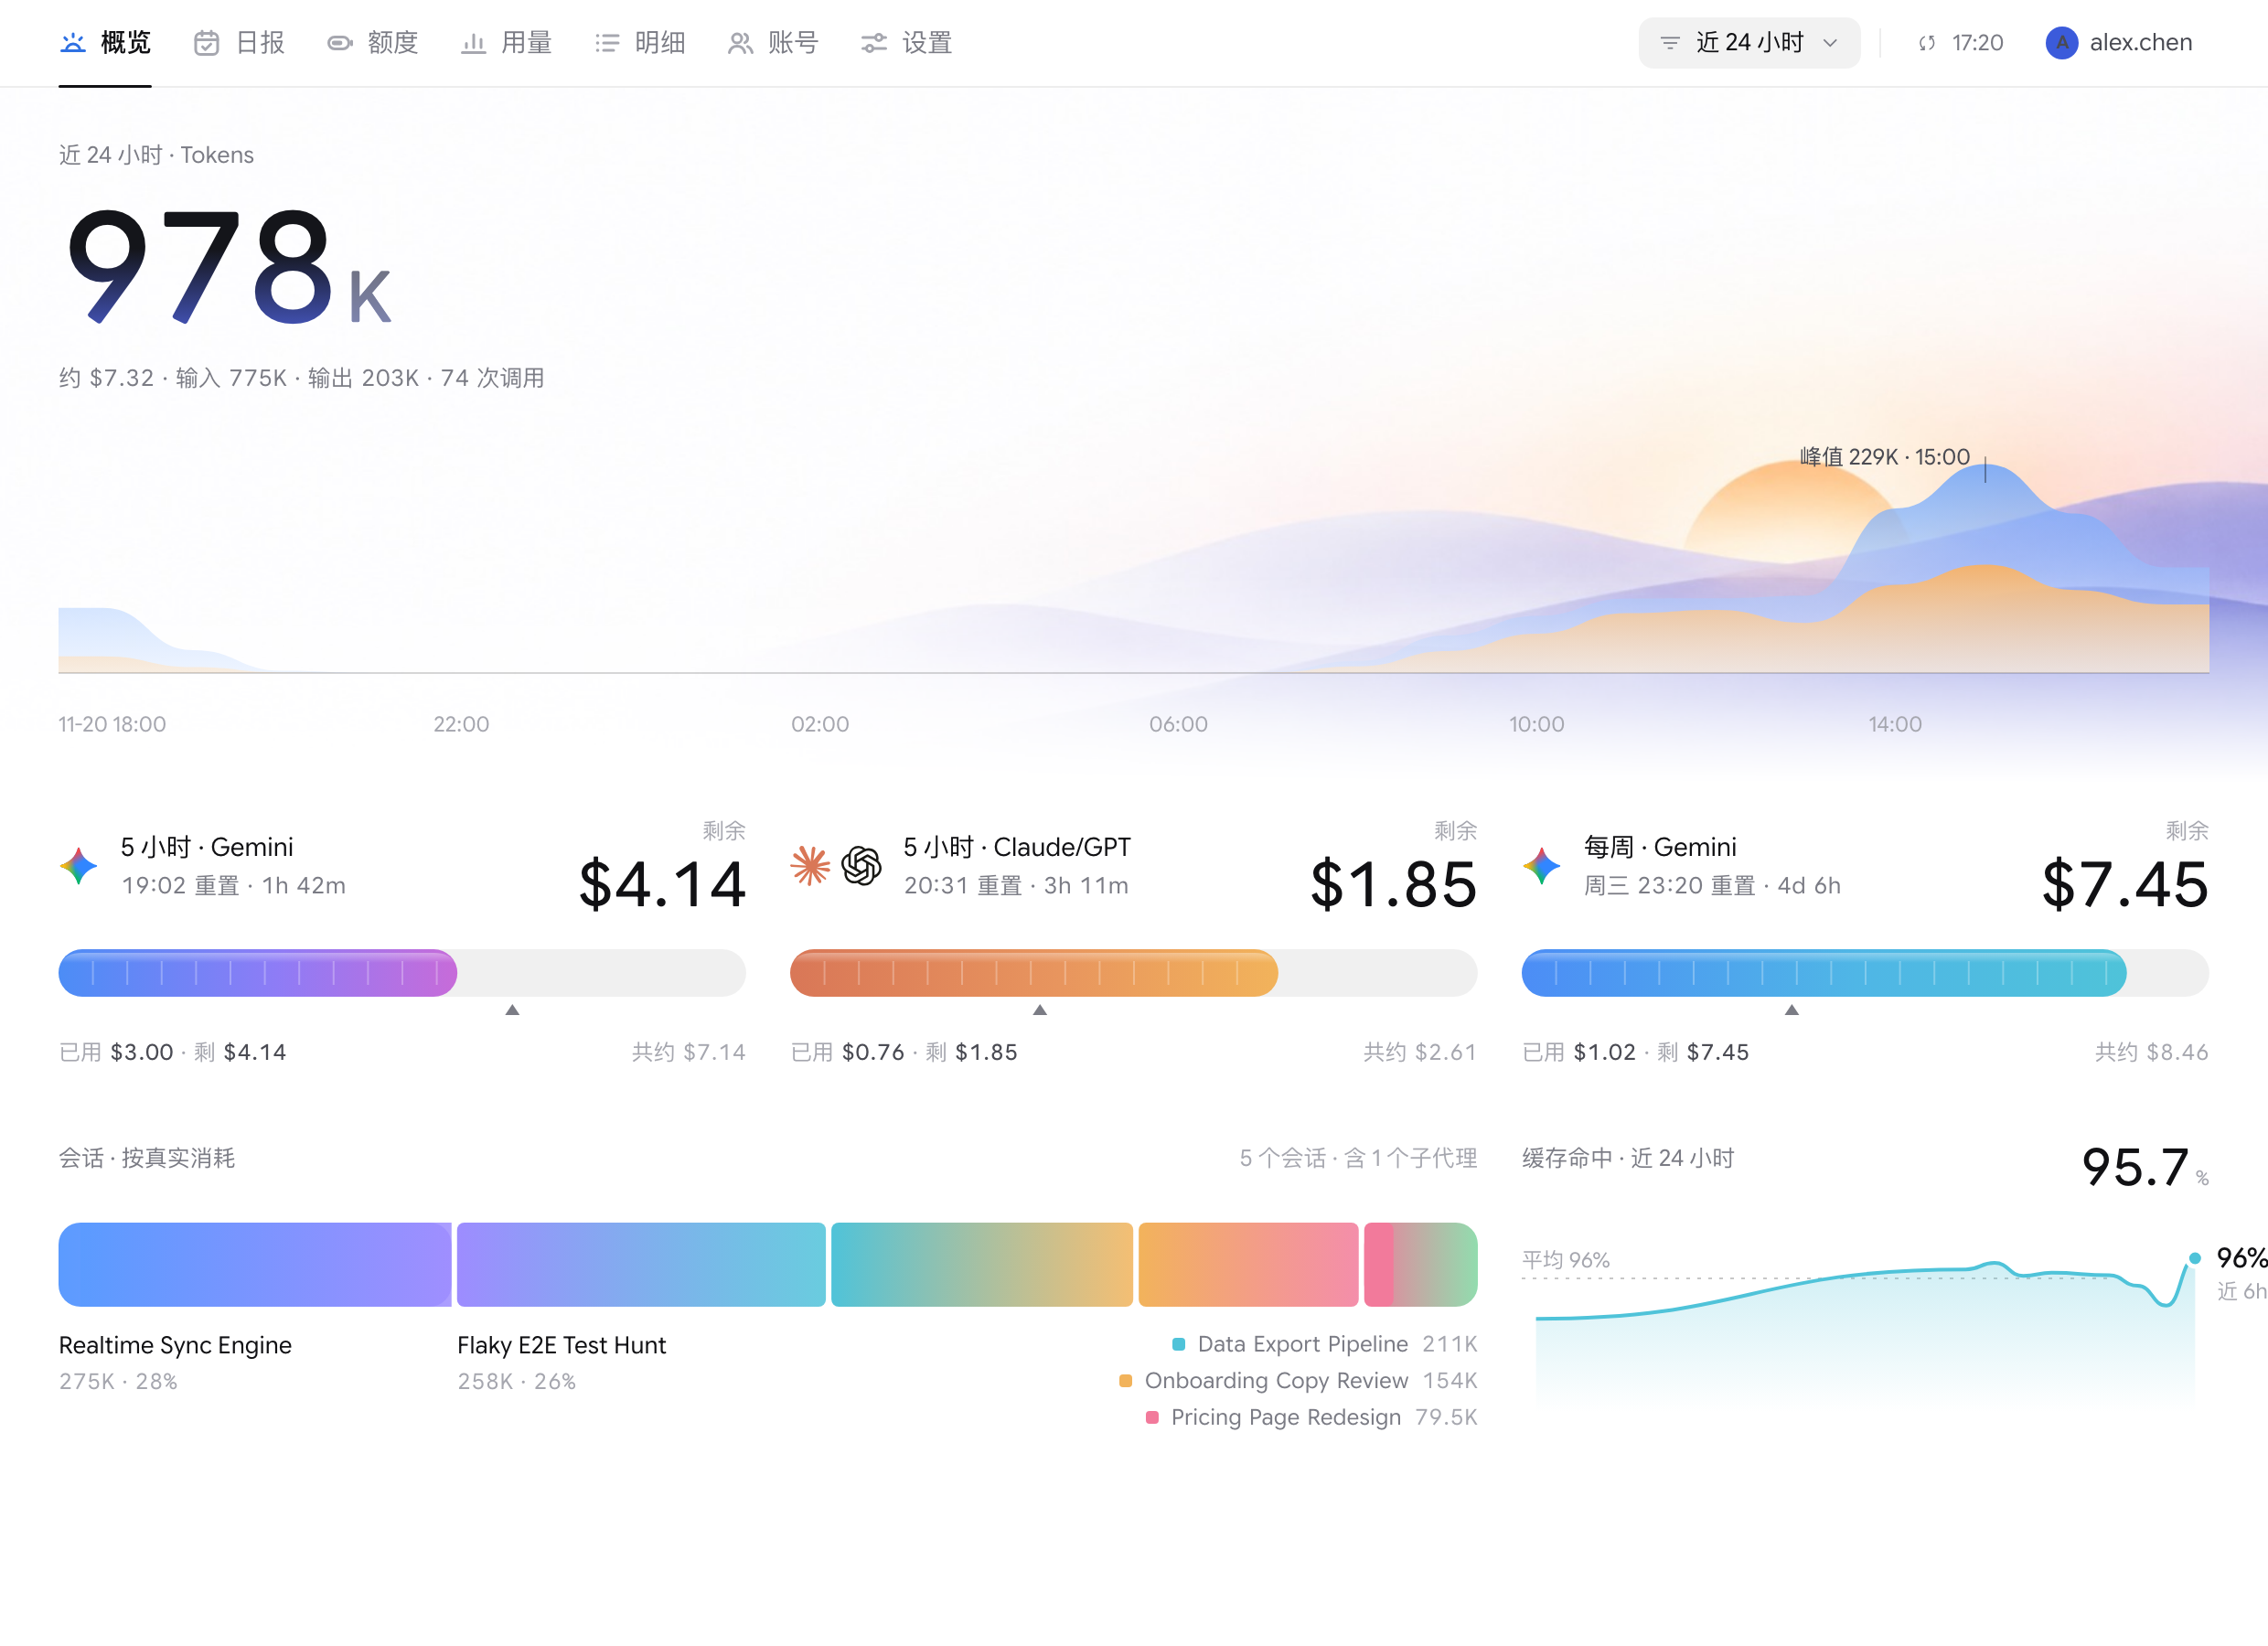 概览 日报 额度 用量 明细 账号 设置 近 24 小时 17:20 A alex.chen
近 24 小时 · Tokens
978 K
约 $7.32 · 输入 775K · 输出 203K · 74 次调用
峰值 229K · 15:00
11-20 18:00 22:00 02:00 06:00 10:00 14:00
5 小时 · Gemini
19:02 重置 · 1h 42m
剩余
$4.14
已用 $3.00 · 剩 $4.14 共约 $7.14
5 小时 · Claude/GPT
20:31 重置 · 3h 11m
剩余
$1.85
已用 $0.76 · 剩 $1.85 共约 $2.61
每周 · Gemini
周三 23:20 重置 · 4d 6h
剩余
$7.45
已用 $1.02 · 剩 $7.45 共约 $8.46
会话 · 按真实消耗 5 个会话 · 含 1 个子代理
Realtime Sync Engine
275K · 28%
Flaky E2E Test Hunt
258K · 26%
Data Export Pipeline 211K
Onboarding Copy Review 154K
Pricing Page Redesign 79.5K
缓存命中 · 近 24 小时 95.7 %
平均 96%
96%
近 6h